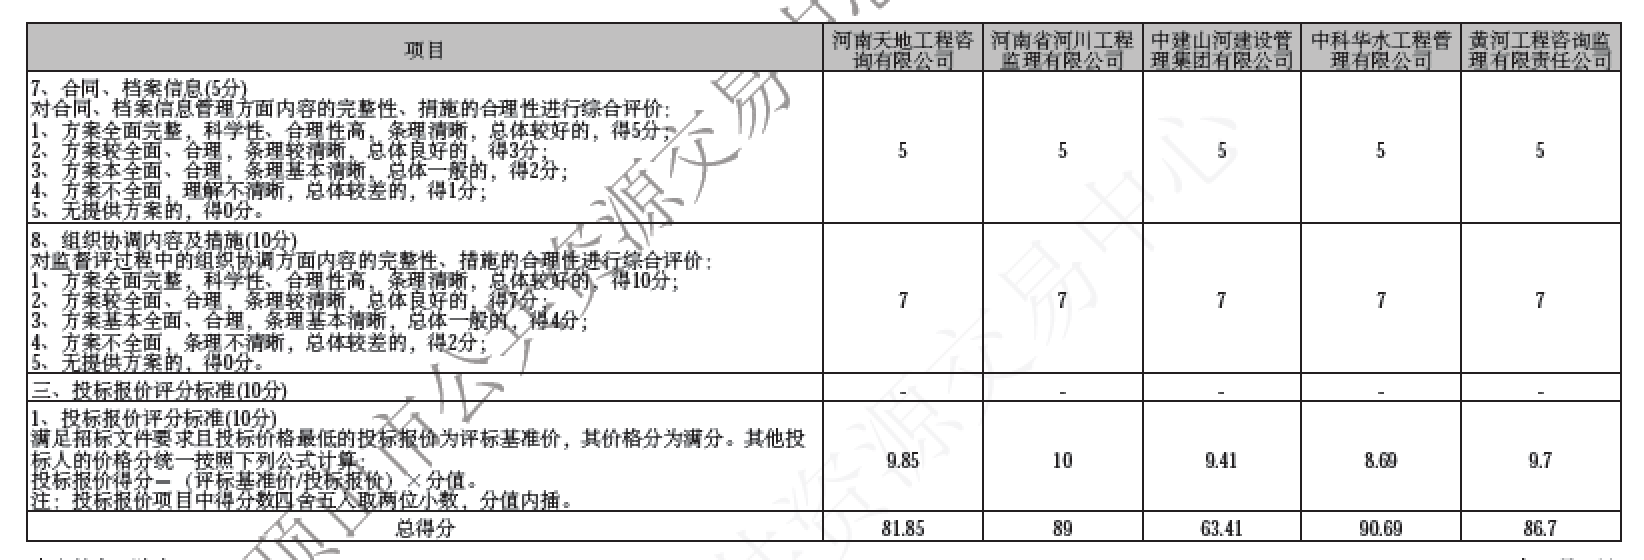 项目
河南天地工程咨
询有限公司
河南省河川工程
监理有限公司
中建山河建设管
理集团有限公司
中科华水工程管
理有限公司
黄河工程咨询监
理有限责任公司
7、合同、档案信息(5分)
对合同、档案信息管理方面内容的完整性、措施的合理性进行综合评价;
1、方案全面完整，科学性、合理性高，条理清晰，总体较好的，得5分;
2、方案较全面、合理，条理较清晰，总体良好的，得3分;
3、方案本全面、合理，条理基本清晰，总体一般的，得2分;
4、方案不全面，理解不清晰，总体较差的，得1分;
5、无提供方案的，得0分。
5
5
5
5
5
8、组织协调内容及措施(10分)
对监督评过程中的组织协调方面内容的完整性、措施的合理性进行综合评价;
1、方案全面完整，科学性、合理性高，条理清晰，总体较好的，得10分;
2、方案较全面、合理，条理较清晰，总体良好的，得7分;
3、方案基本全面、合理，条理基本清晰，总体一般的，得4分;
4、方案不全面，条理不清晰，总体较差的，得2分;
5、无提供方案的，得0分。
7
7
7
7
7
三、投标报价评分标准(10分)
-
-
-
-
-
1、投标报价评分标准(10分)
满足招标文件要求且投标价格最低的投标报价为评标基准价，其价格分为满分。其他投
标人的价格分统一按照下列公式计算:
投标报价得分=（评标基准价/投标报价）×分值。
注：投标报价项目中得分数四舍五入取两位小数，分值内插。
9.85
10
9.41
8.69
9.7
总得分
81.85
89
63.41
90.69
86.7
顶山市公共资源交易中心
共资源交易中心